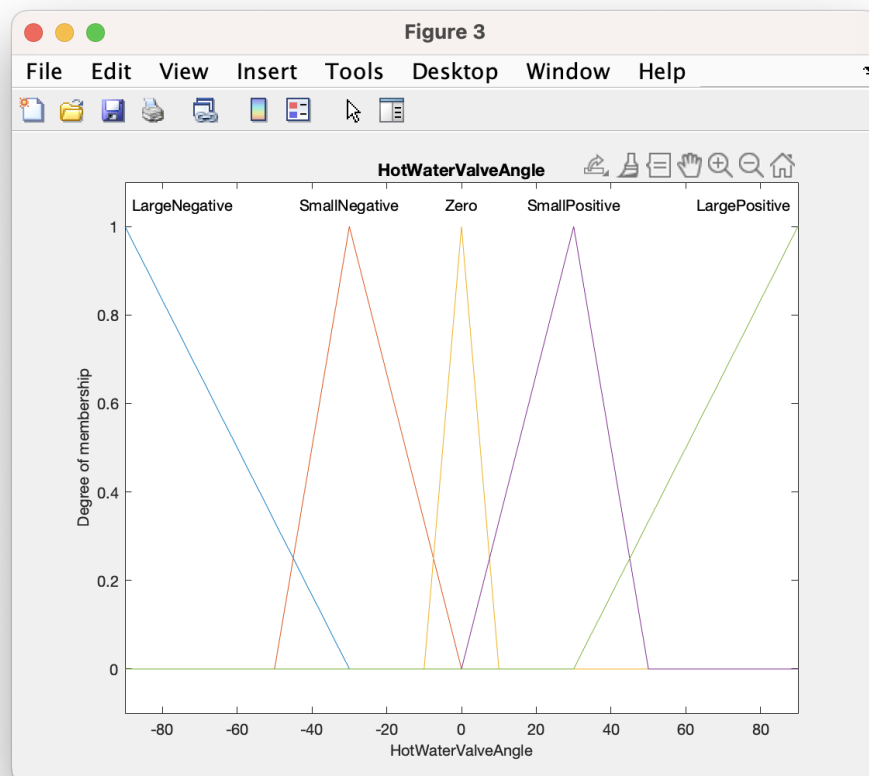 Figure 3
File Edit View Insert Tools Desktop Window Help
HotWaterValveAngle
LargeNegative SmallNegative Zero SmallPositive LargePositive
1
0.8
0.6
0.4
0.2
0
Degree of membership
-80 -60 -40 -20 0 20 40 60 80
HotWaterValveAngle